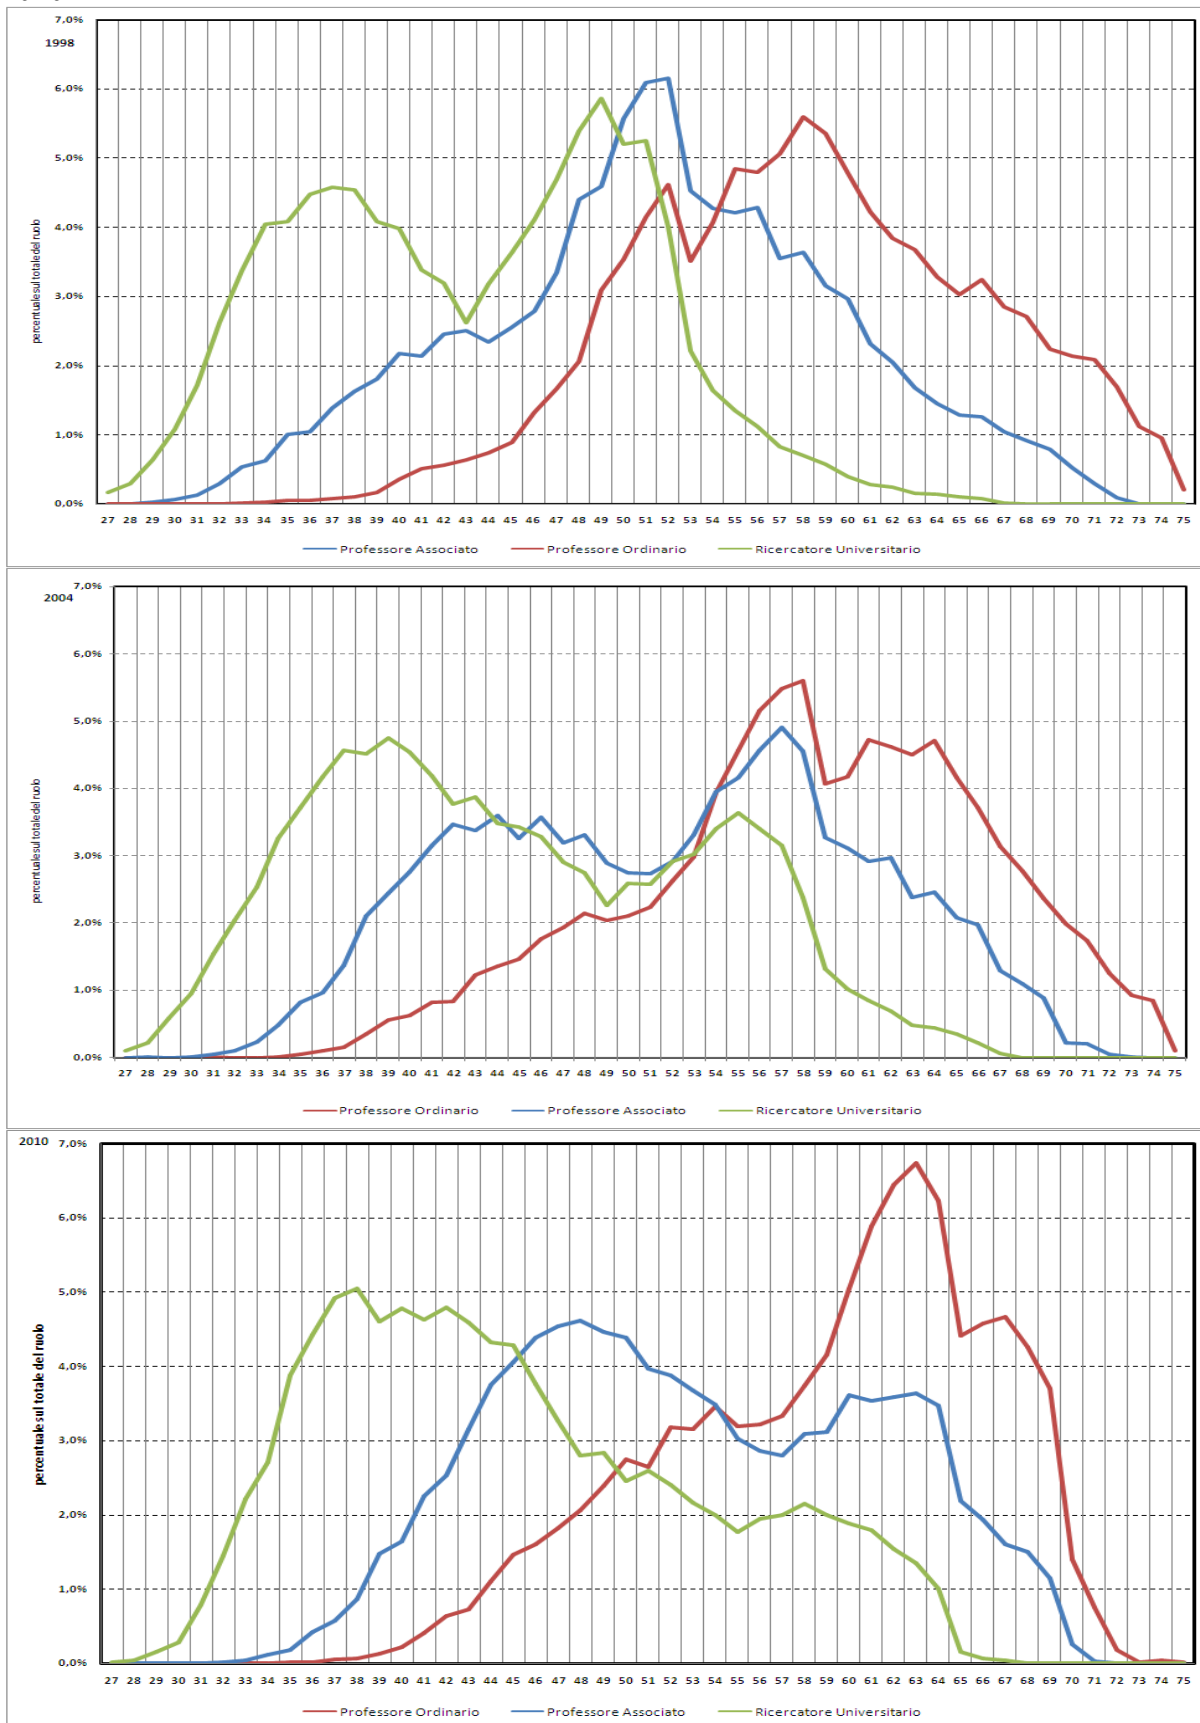 7,0%
1998
6,0%
5,0%
4,0%
3,0%
2,0%
1,0%
0,0%
percentuale sul totale del ruolo
27 28 29 30 31 32 33 34 35 36 37 38 39 40 41 42 43 44 45 46 47 48 49 50 51 52 53 54 55 56 57 58 59 60 61 62 63 64 65 66 67 68 69 70 71 72 73 74 75
Professore Associato Professore Ordinario Ricercatore Universitario
7,0%
2004
6,0%
5,0%
4,0%
3,0%
2,0%
1,0%
0,0%
percentuale sul totale del ruolo
27 28 29 30 31 32 33 34 35 36 37 38 39 40 41 42 43 44 45 46 47 48 49 50 51 52 53 54 55 56 57 58 59 60 61 62 63 64 65 66 67 68 69 70 71 72 73 74 75
Professore Ordinario Professore Associato Ricercatore Universitario
2010 7,0%
6,0%
5,0%
4,0%
3,0%
2,0%
1,0%
0,0%
percentuale sul totale del ruolo
27 28 29 30 31 32 33 34 35 36 37 38 39 40 41 42 43 44 45 46 47 48 49 50 51 52 53 54 55 56 57 58 59 60 61 62 63 64 65 66 67 68 69 70 71 72 73 74 75
Professore Ordinario Professore Associato Ricercatore Universitario